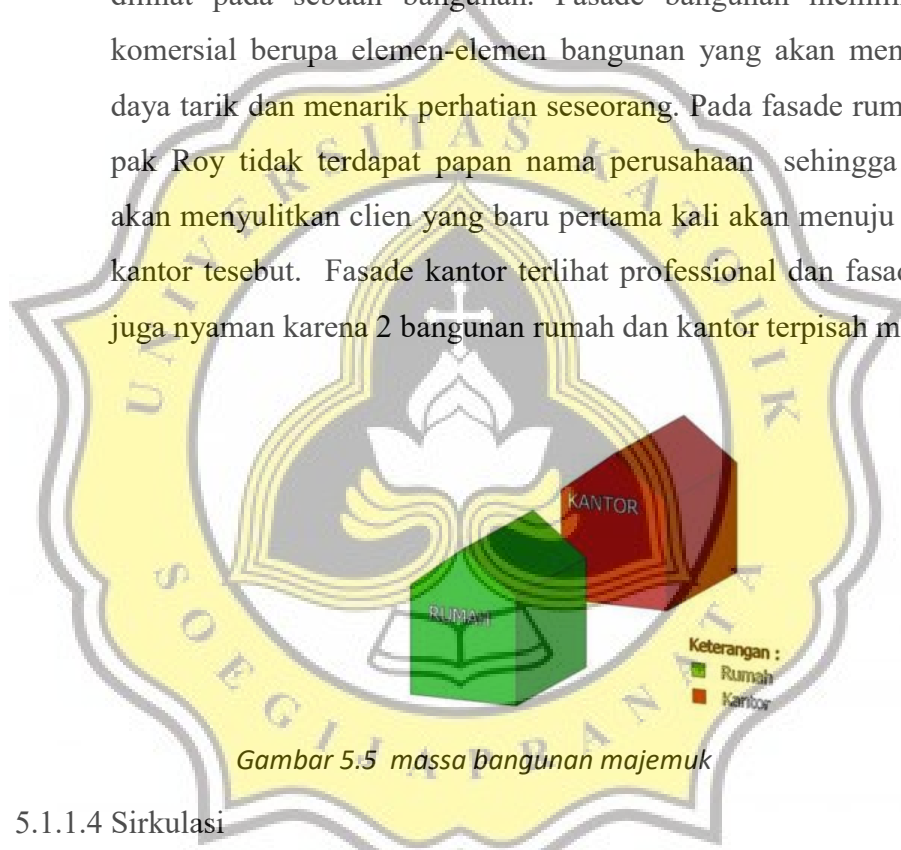 komersial berupa elemen-elemen bangunan yang akan men
daya tarik dan menarik perhatian seseorang. Pada fasade rum
pak Roy tidak terdapat papan nama perusahaan sehingga
akan menyulitkan clien yang baru pertama kali akan menuju
kantor tesebut. Fasade kantor terlihat professional dan fasad
juga nyaman karena 2 bangunan rumah dan kantor terpisah m
UNIVERSITAS KATOLIK
SOEGIJAPRANATA
KANTOR
RUMAH
Keterangan :
Rumah
Kantor
Gambar 5.5 massa bangunan majemuk
5.1.1.4 Sirkulasi